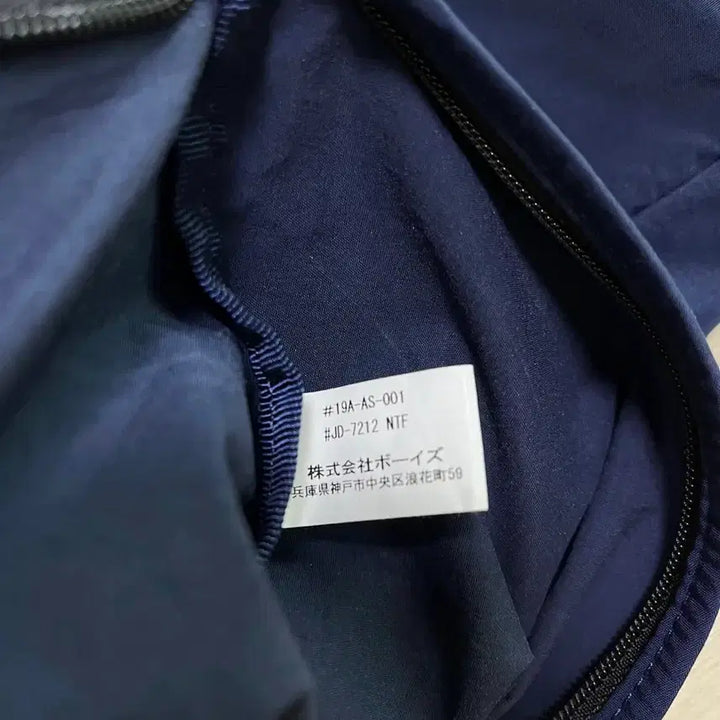 #19A-AS-001
#JD-7212 NTF
株式会社ボーイズ
兵庫県神戸市中央区浪花町59